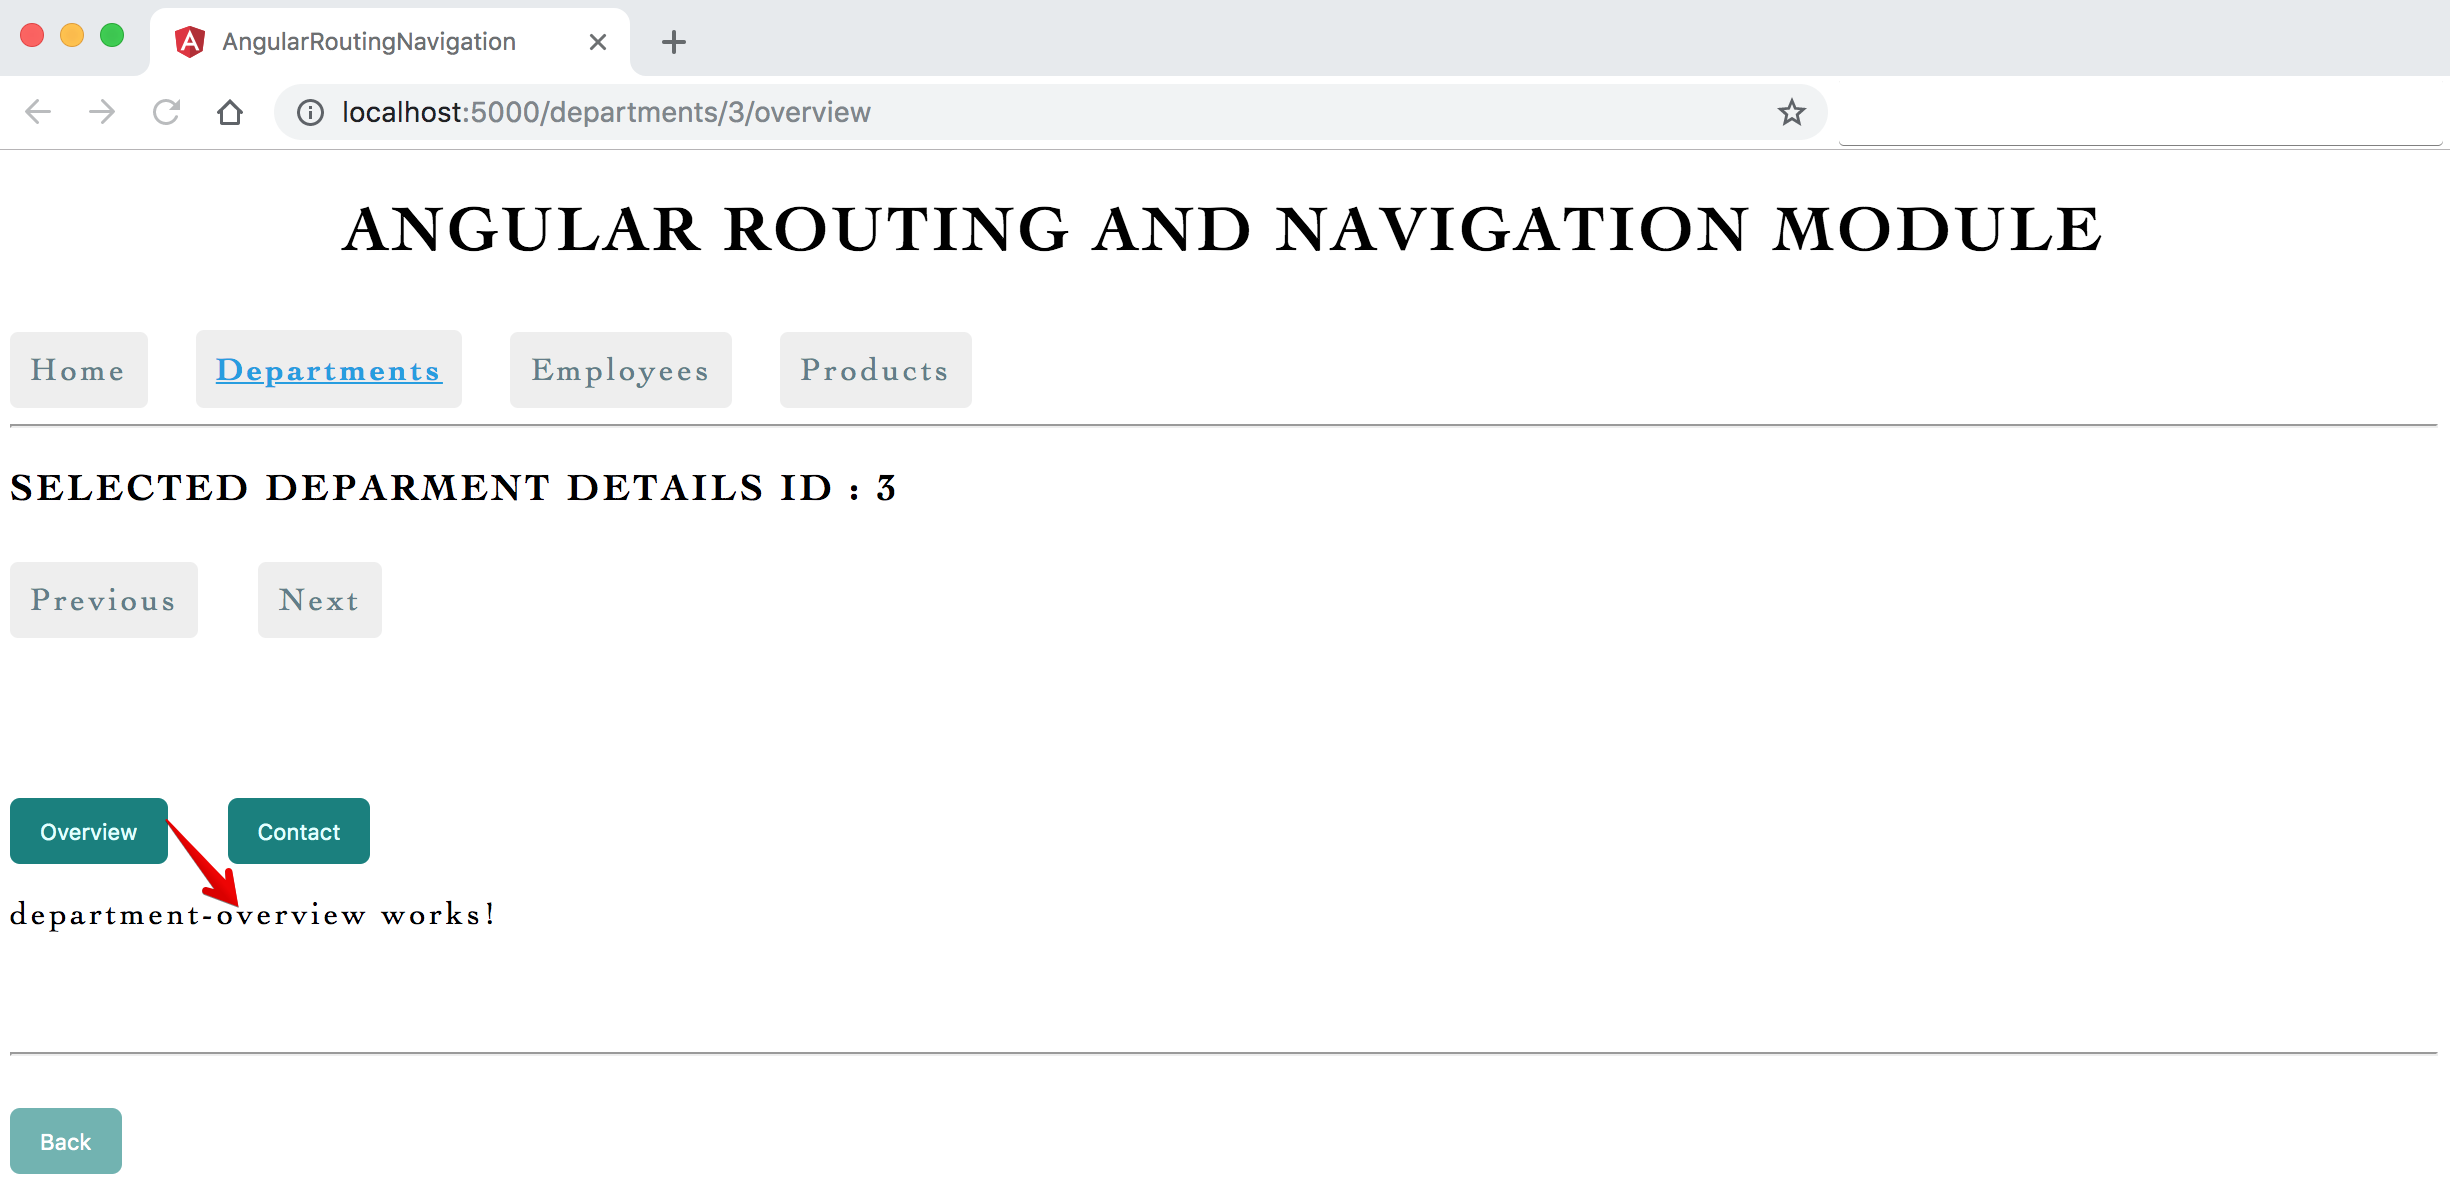 AngularRoutingNavigation
localhost:5000/departments/3/overview
ANGULAR ROUTING AND NAVIGATION MODULE
Home Departments Employees Products
SELECTED DEPARMENT DETAILS ID : 3
Previous Next
Overview Contact
department-overview works!
Back